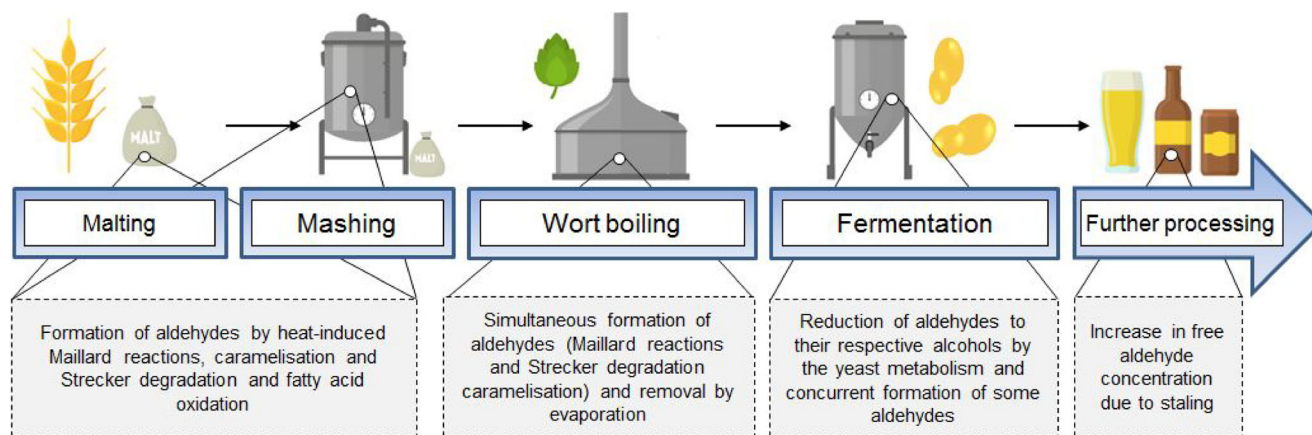 MALT
MALT
Malting
Mashing
Wort boiling
Fermentation
Further processing
Formation of aldehydes by heat-induced
Maillard reactions, caramelisation and
Strecker degradation and fatty acid
oxidation
Simultaneous formation of
aldehydes (Maillard reactions
and Strecker degradation
caramelisation) and removal by
evaporation
Reduction of aldehydes to
their respective alcohols by
the yeast metabolism and
concurrent formation of some
aldehydes
Increase in free
aldehyde
concentration
due to staling